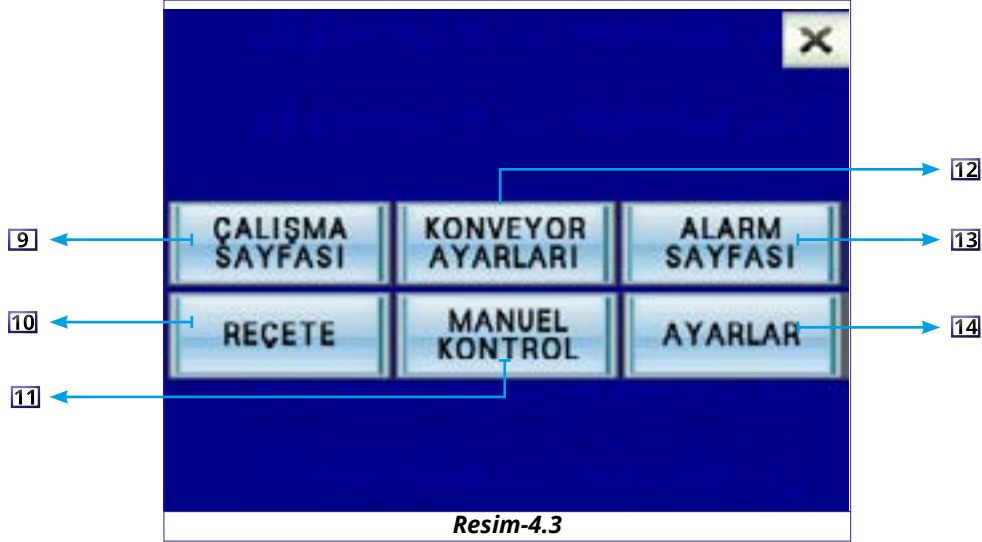 12
9
ÇALIŞMA
SAYFASI
KONVEYOR
AYARLARI
ALARM
SAYFASI
13
10
REÇETE
MANUEL
KONTROL
AYARLAR
14
11
Resim-4.3